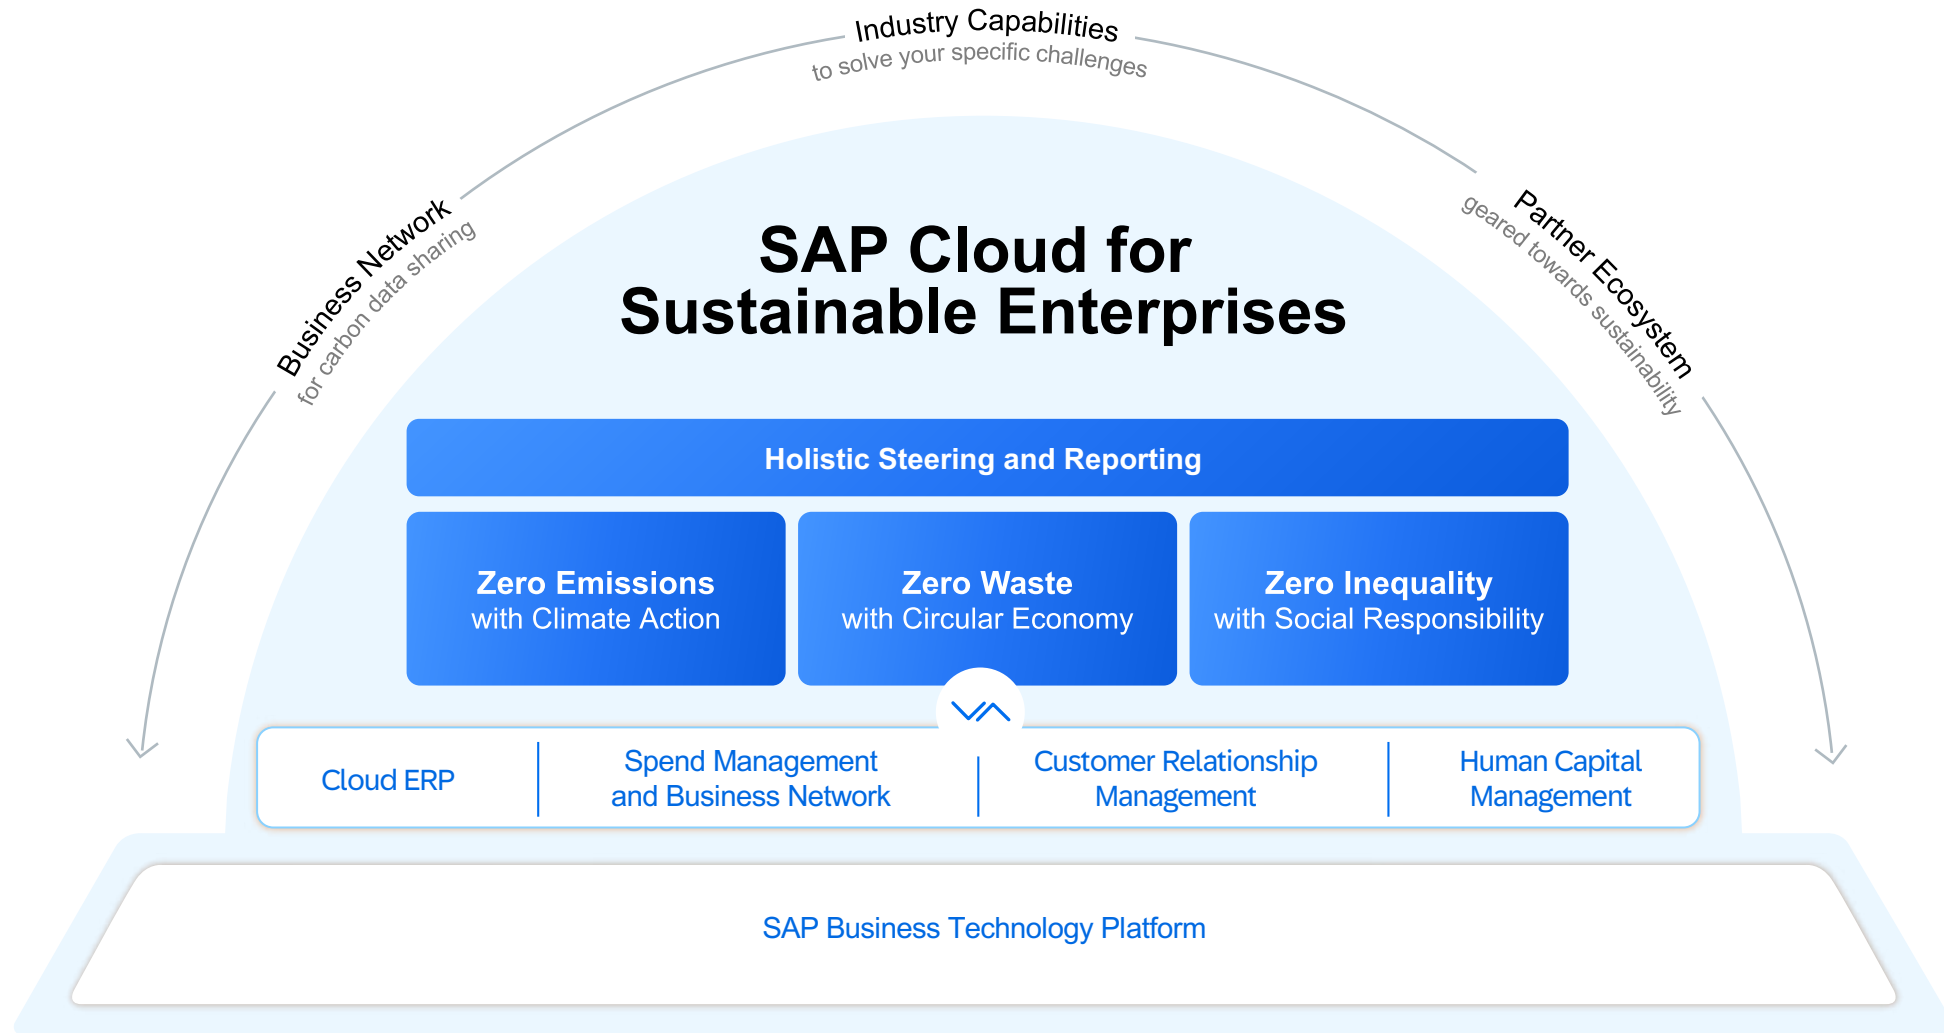 Industry Capabilities
to solve your specific challenges
Business Network
for carbon data sharing
Partner Ecosystem
geared towards sustainability
SAP Cloud for
Sustainable Enterprises
Holistic Steering and Reporting
Zero Emissions
with Climate Action
Zero Waste
with Circular Economy
Zero Inequality
with Social Responsibility
Cloud ERP
Spend Management
and Business Network
Customer Relationship
Management
Human Capital
Management
SAP Business Technology Platform